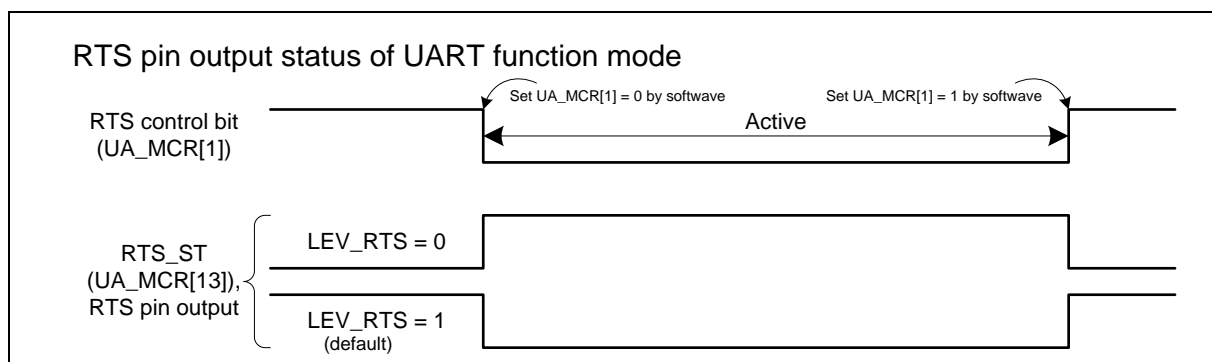 RTS pin output status of UART function mode
Set UA_MCR[1] = 0 by softwave
Set UA_MCR[1] = 1 by softwave
RTS control bit
(UA_MCR[1])
Active
RTS_ST
(UA_MCR[13]),
RTS pin output
LEV_RTS = 0
LEV_RTS = 1
(default)